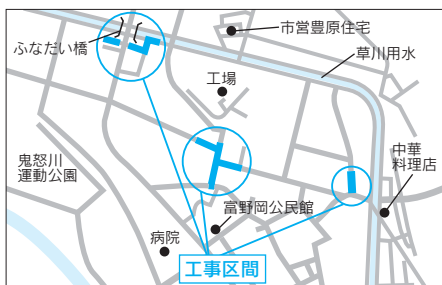 市営豊原住宅
ふなだい橋
草川用水
工場
中華
料理店
鬼怒川
運動公園
富野岡公民館
病院
工事区間